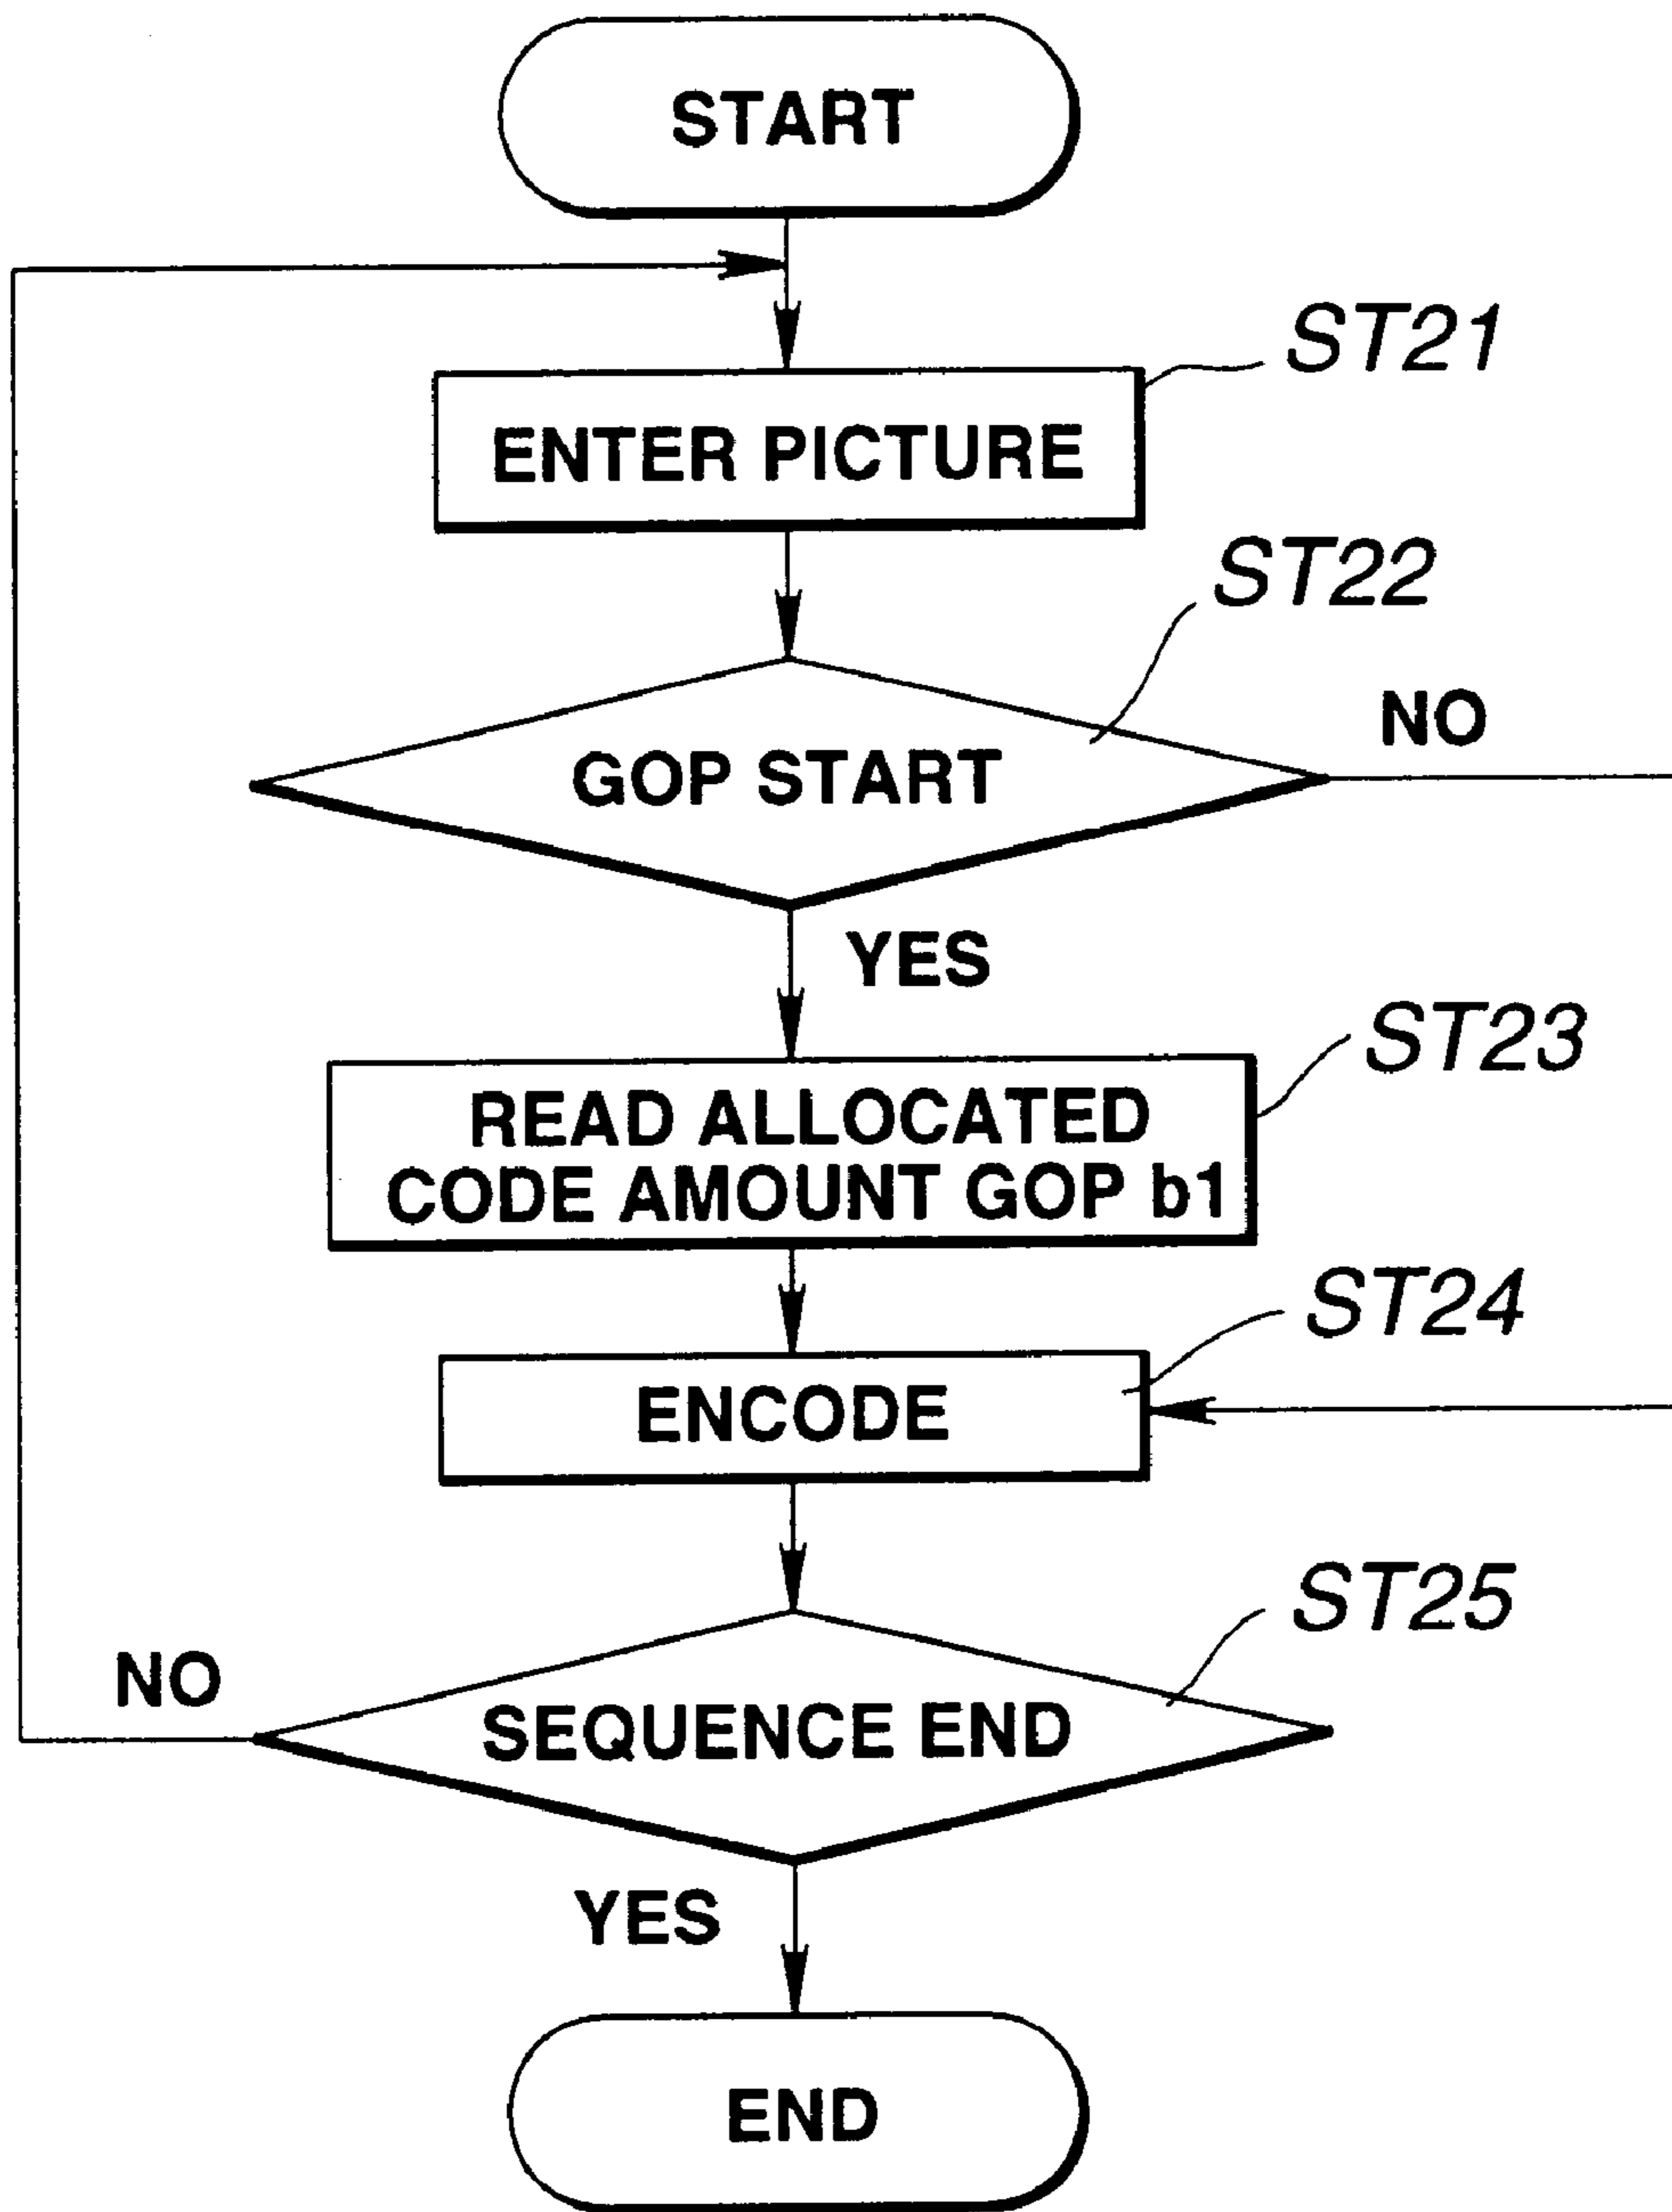 START
ST21
ENTER PICTURE
ST22
GOP START
NO
YES
ST23
READ ALLOCATED
CODE AMOUNT GOP b1
ST24
ENCODE
ST25
NO
SEQUENCE END
YES
END